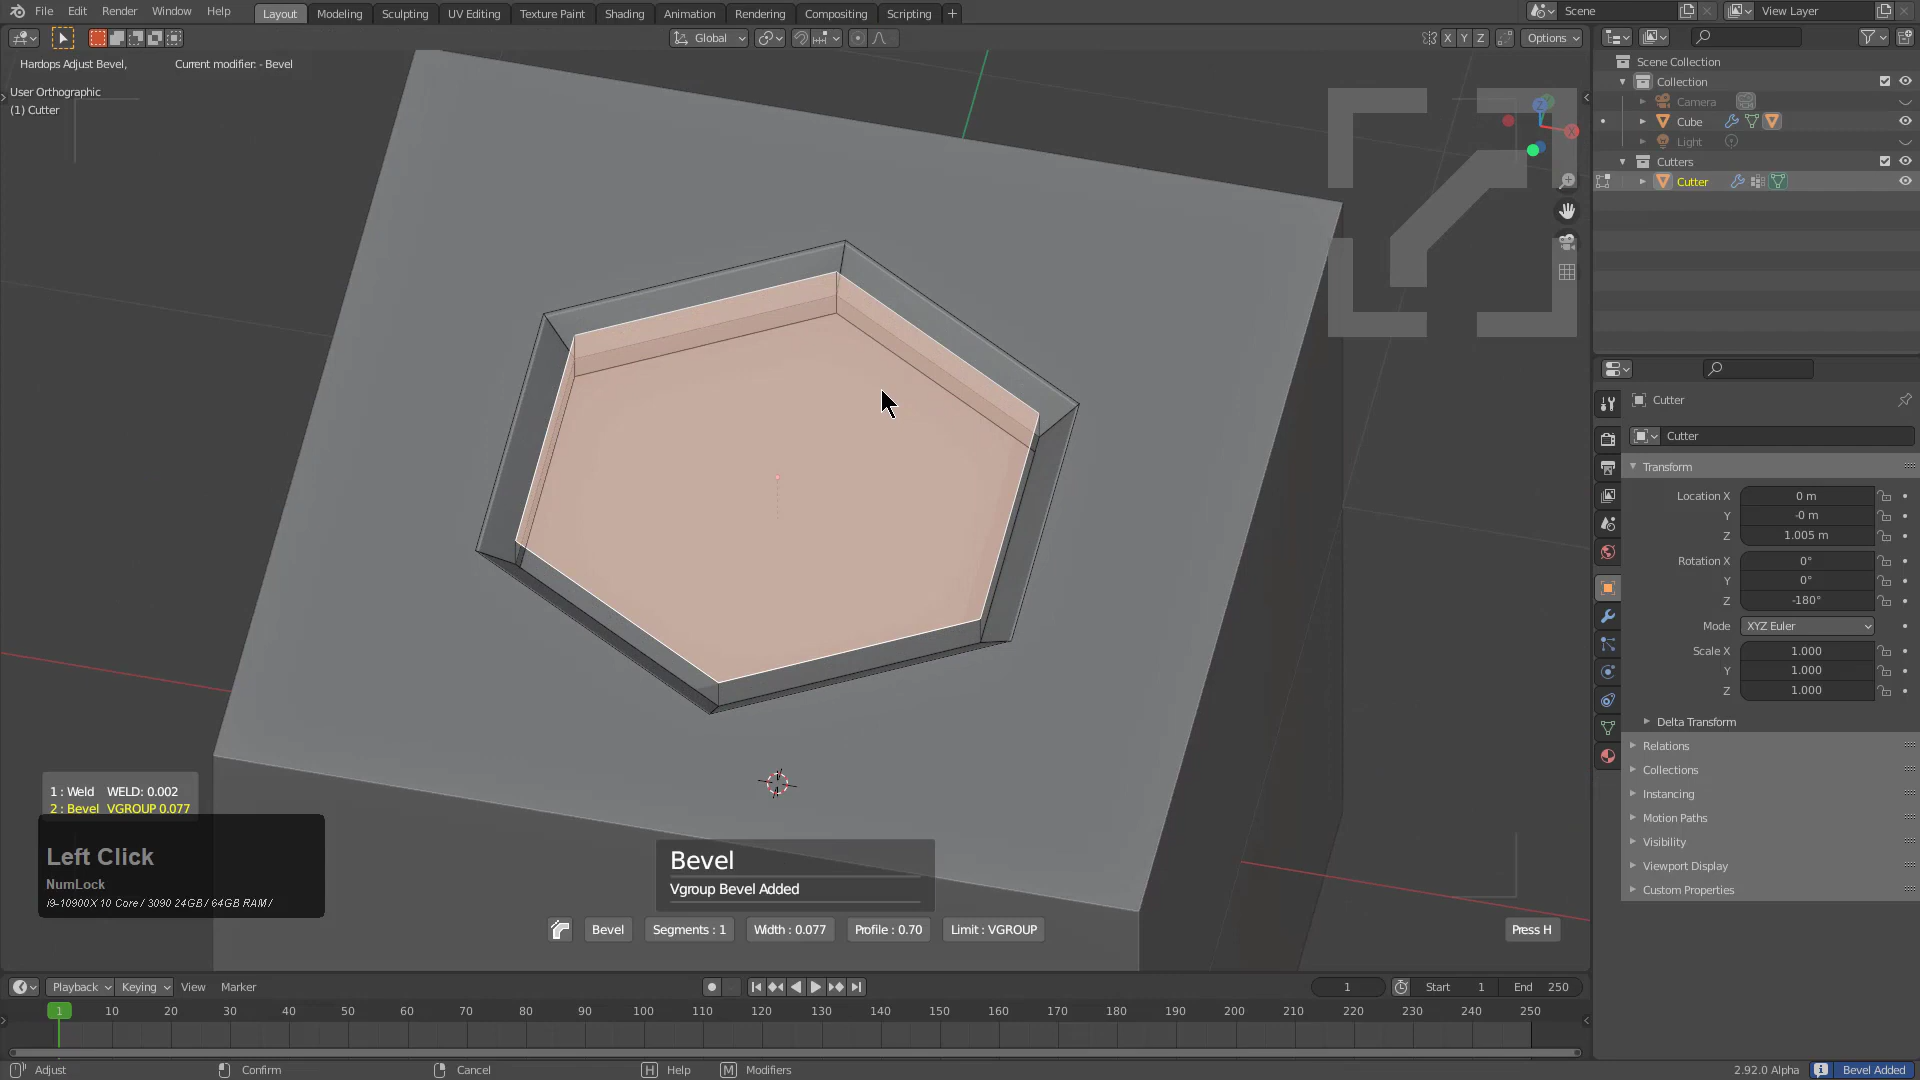 File Edit Render Window Help
Layout Modeling Sculpting UV Editing Texture Paint Shading Animation Rendering Compositing Scripting +
Scene
View Layer
Global
X Y Z
Options
Hardops Adjust Bevel, Current modifier: - Bevel
User Orthographic
(1) Cutter
Scene Collection
Collection
Camera
Cube
Light
Cutters
Cutter
Cutter
Cutter
Transform
Location X 0 m
Y -0 m
Z 1.005 m
Rotation X 0°
Y 0°
Z -180°
Mode XYZ Euler
Scale X 1.000
Y 1.000
Z 1.000
Delta Transform
Relations
Collections
Instancing
Motion Paths
Visibility
Viewport Display
Custom Properties
1 : Weld WELD: 0.002
2 : Bevel VGROUP 0.077
Left Click
NumLock
i9-10900X 10 Core / 3090 24GB / 64GB RAM /
Bevel
Vgroup Bevel Added
Bevel Segments : 1 Width : 0.077 Profile : 0.70 Limit : VGROUP
Press H
Playback Keying View Marker
1 Start 1 End 250
1 10 20 30 40 50 60 70 80 90 100 110 120 130 140 150 160 170 180 190 200 210 220 230 240 250
Adjust Confirm Cancel H Help M Modifiers
2.92.0 Alpha Bevel Added